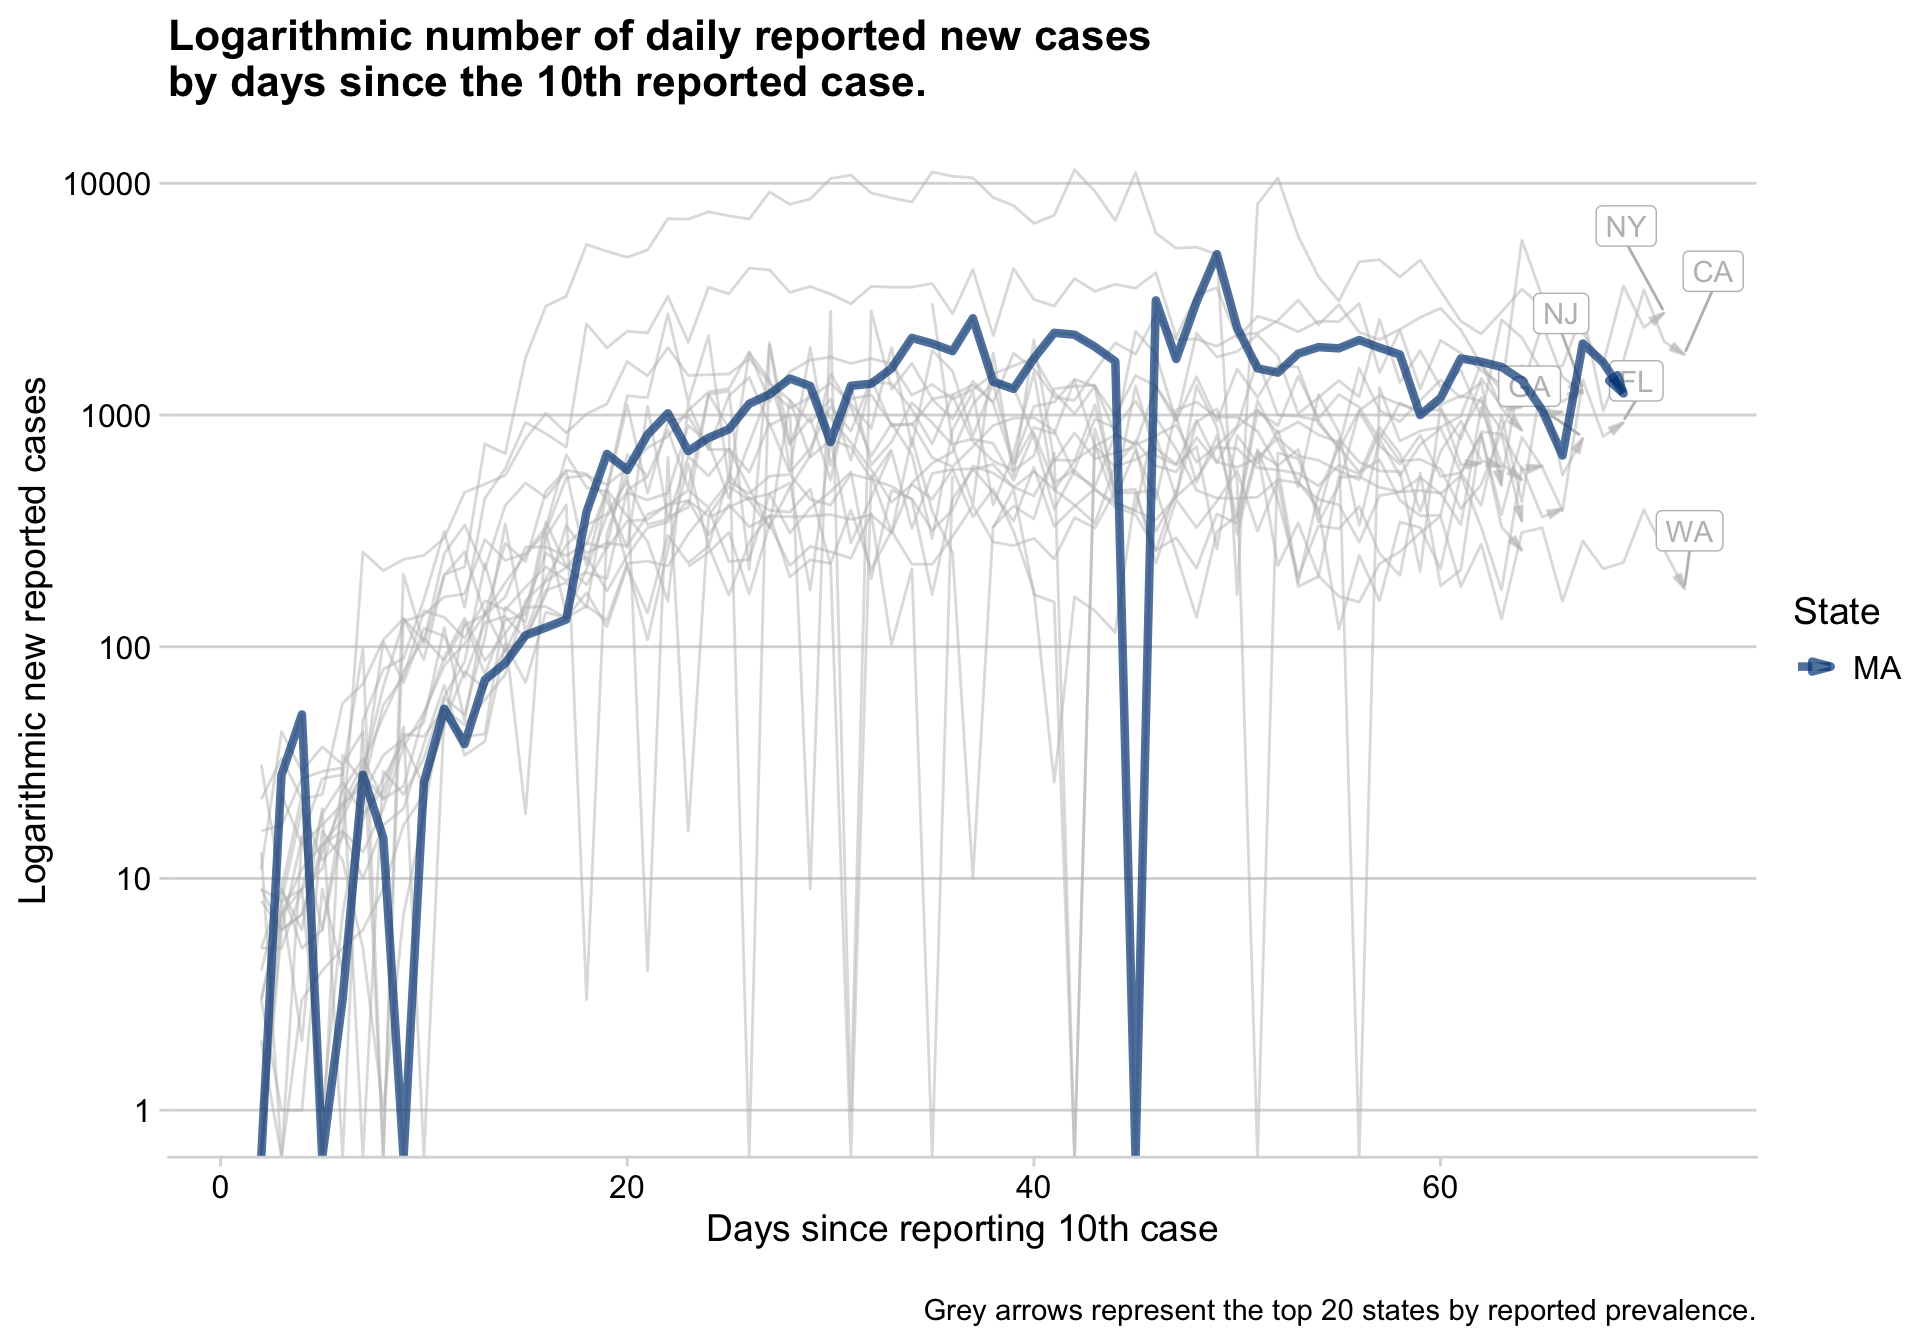 Logarithmic number of daily reported new cases
by days since the 10th reported case.
Logarithmic new reported cases
10000
1000
100
10
1
NY
CA
NJ
GA
FL
WA
State
MA
0
20
40
60
Days since reporting 10th case
Grey arrows represent the top 20 states by reported prevalence.